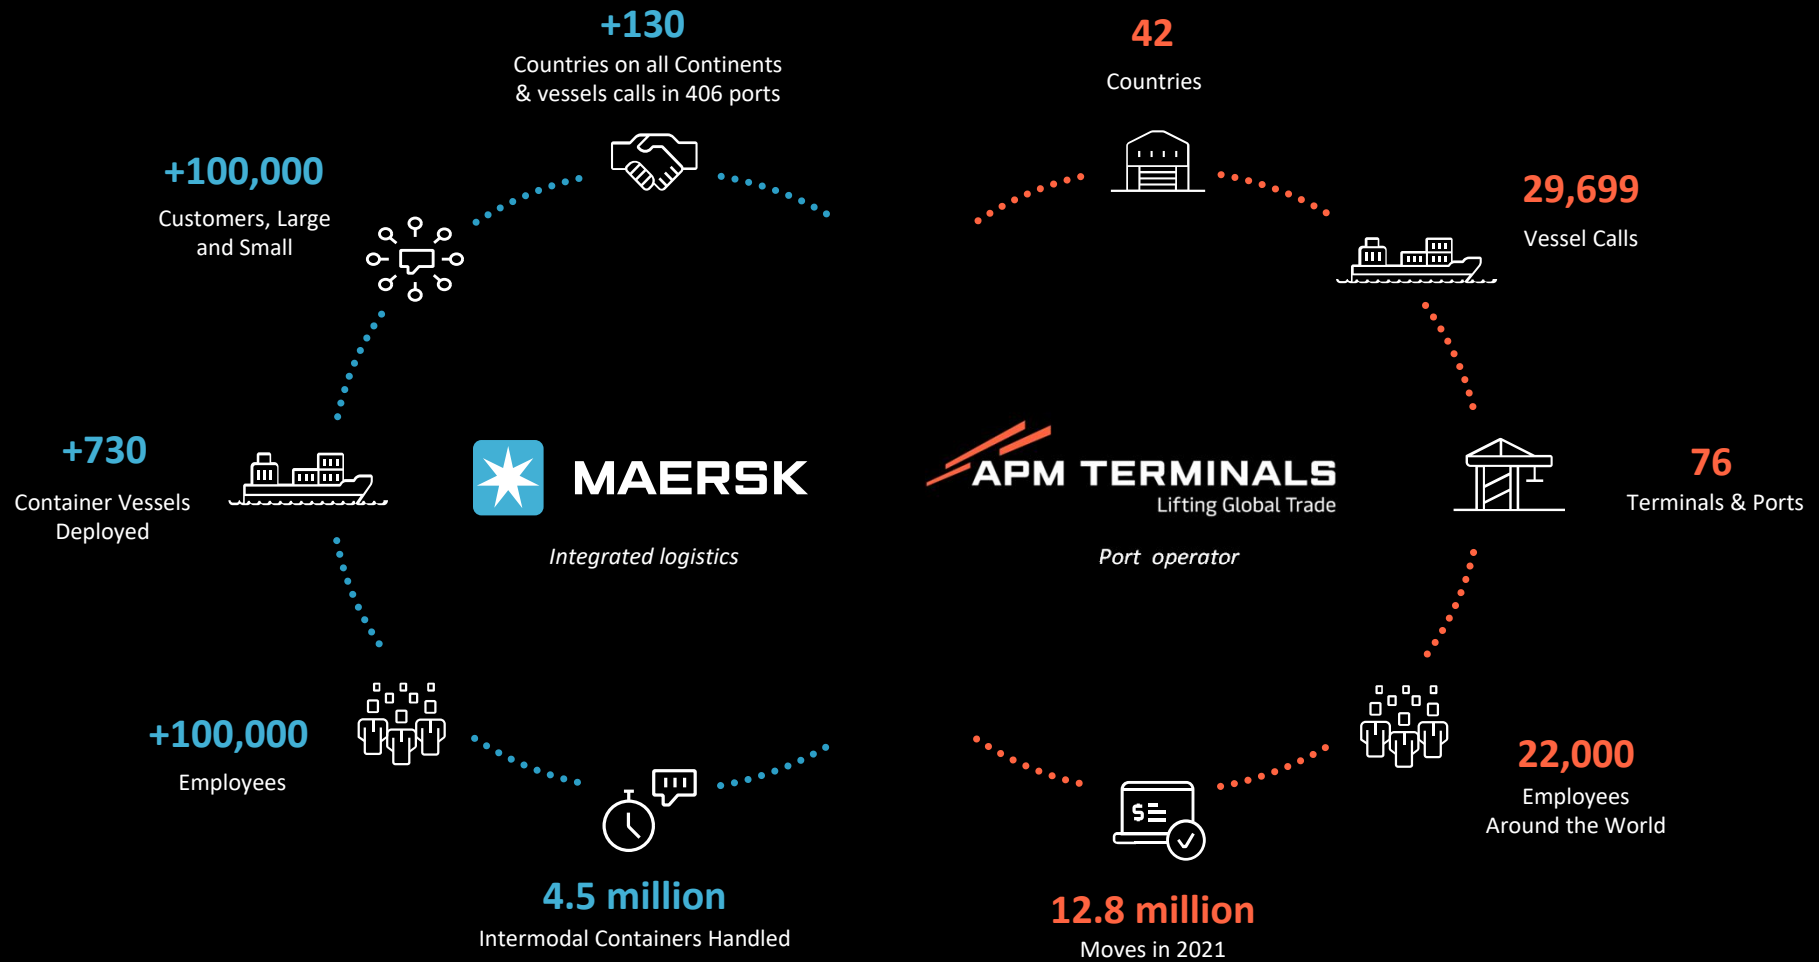 +130
Countries on all Continents
& vessels calls in 406 ports
+100,000
Customers, Large
and Small
+730
Container Vessels
Deployed
MAERSK
Integrated logistics
+100,000
Employees
4.5 million
Intermodal Containers Handled
42
Countries
29,699
Vessel Calls
APM TERMINALS
Lifting Global Trade
Port operator
76
Terminals & Ports
22,000
Employees
Around the World
$
12.8 million
Moves in 2021